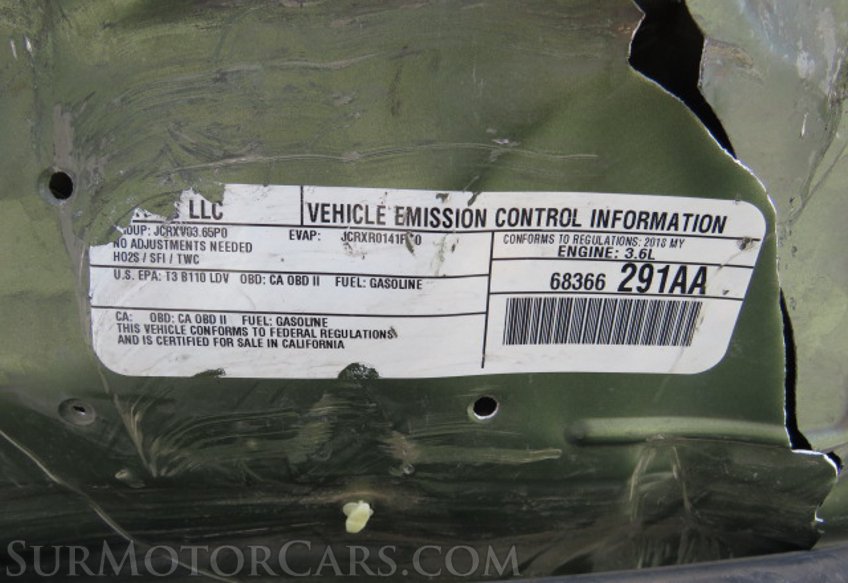 LLC
VEHICLE EMISSION CONTROL INFORMATION
JCRXV03.65P0
EVAP:
NO ADJUSTMENTS NEEDED
HO2S / SFI / TWC
CONFORMS TO REGULATIONS: 2018 MY
ENGINE: 3.6L
U.S. EPA: T3 B110 LDV OBD: CA OBD II FUEL: GASOLINE
68366 291AA
CA: OBD: CA OBD II FUEL: GASOLINE
THIS VEHICLE CONFORMS TO FEDERAL REGULATIONS
AND IS CERTIFIED FOR SALE IN CALIFORNIA
SURMOTORCARS.COM